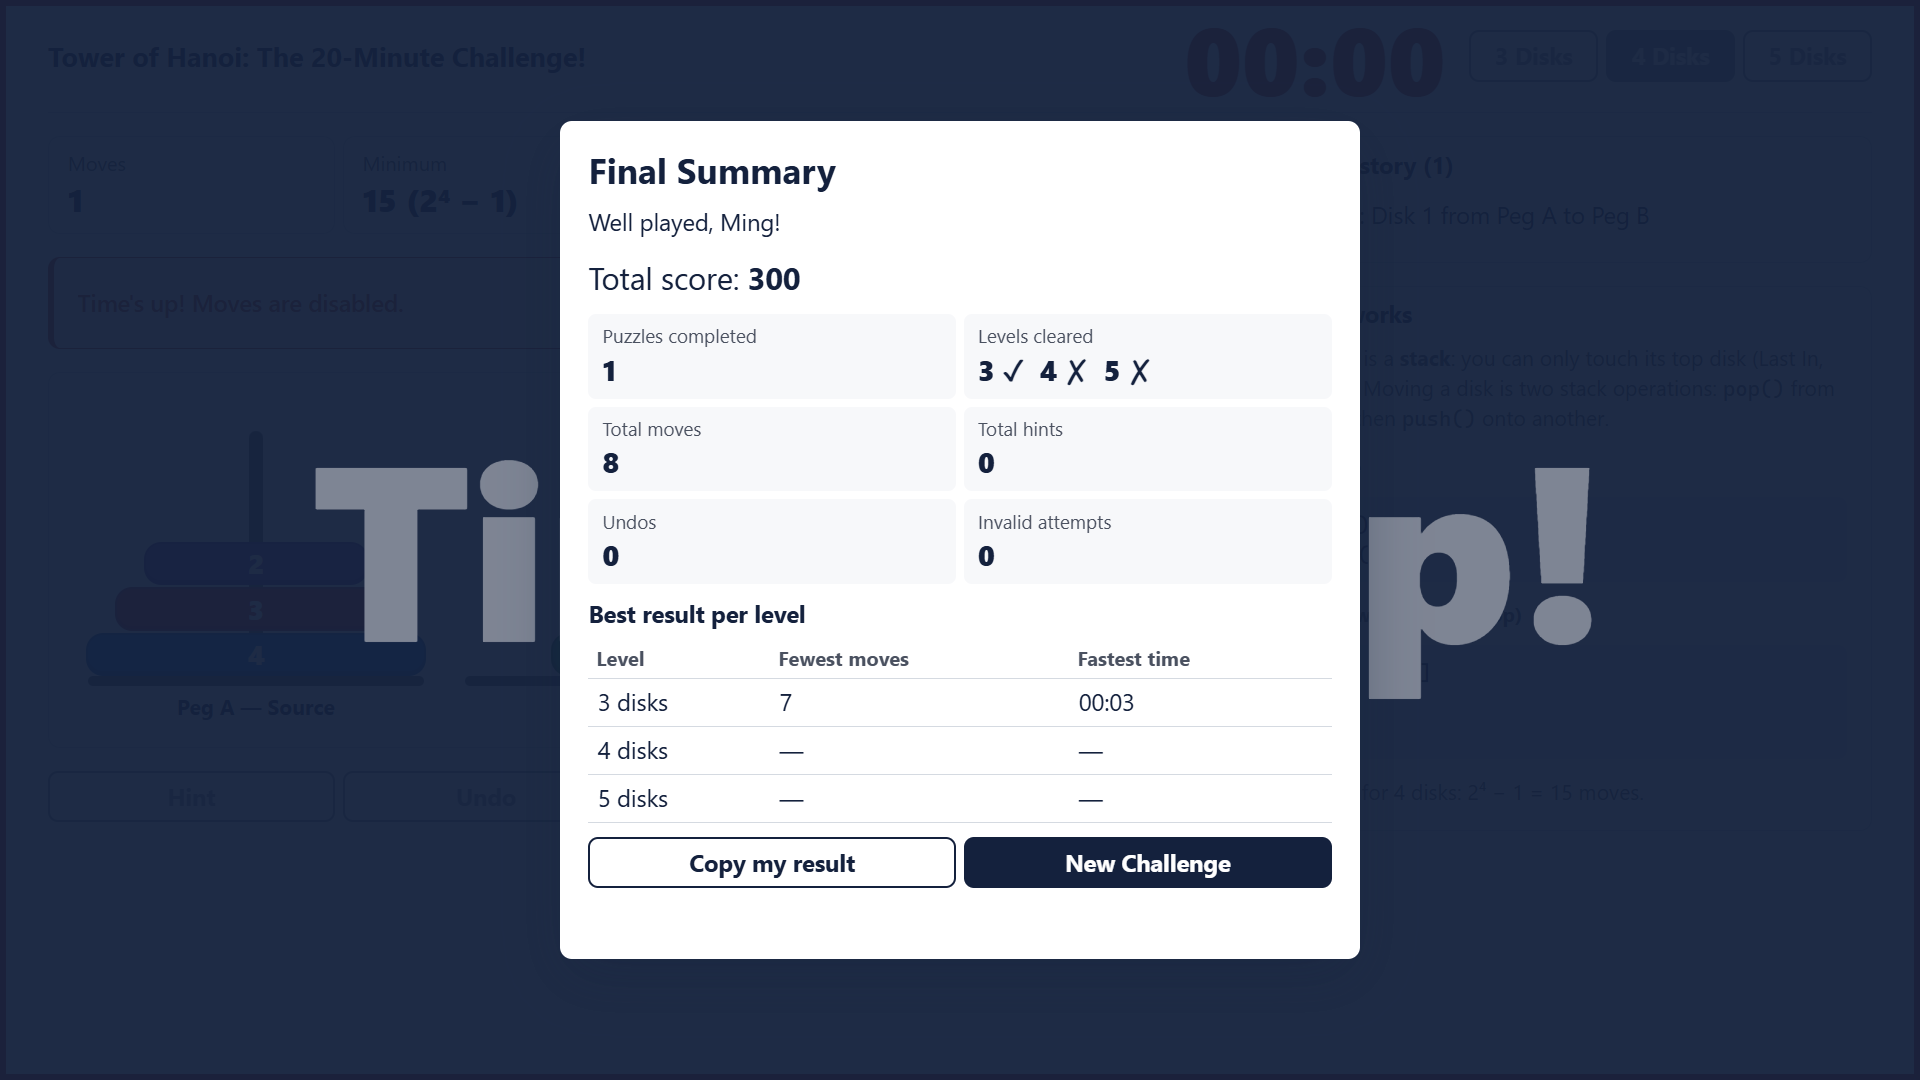 Tower of Hanoi: The 20-Minute Challenge!
00:00
3 Disks
4 Disks
5 Disks
Moves
1
Minimum
15 (2⁴ − 1)
story (1)
Disk 1 from Peg A to Peg B
Time's up! Moves are disabled.
works
is a stack: you can only touch its top disk (Last In,
Moving a disk is two stack operations: pop() from
then push() onto another.
Ti
p!
2
3
4
Peg A — Source
Hint
Undo
for 4 disks: 2⁴ − 1 = 15 moves.
Final Summary
Well played, Ming!
Total score: 300
Puzzles completed
1
Levels cleared
3 ✓ 4 ✗ 5 ✗
Total moves
8
Total hints
0
Undos
0
Invalid attempts
0
Best result per level
Level Fewest moves Fastest time
3 disks 7 00:03
4 disks — —
5 disks — —
Copy my result
New Challenge